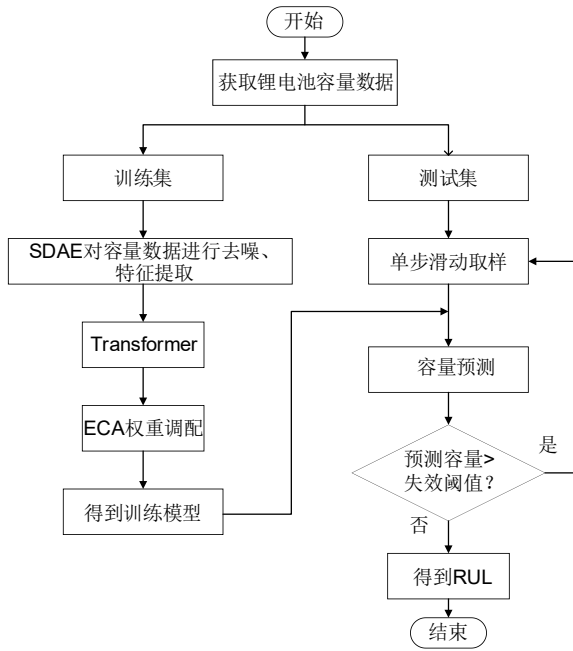 开始
获取锂电池容量数据
训练集
测试集
SDAE对容量数据进行去噪、
特征提取
单步滑动取样
Transformer
容量预测
ECA权重调配
预测容量>
失效阈值?
是
得到训练模型
否
得到RUL
结束